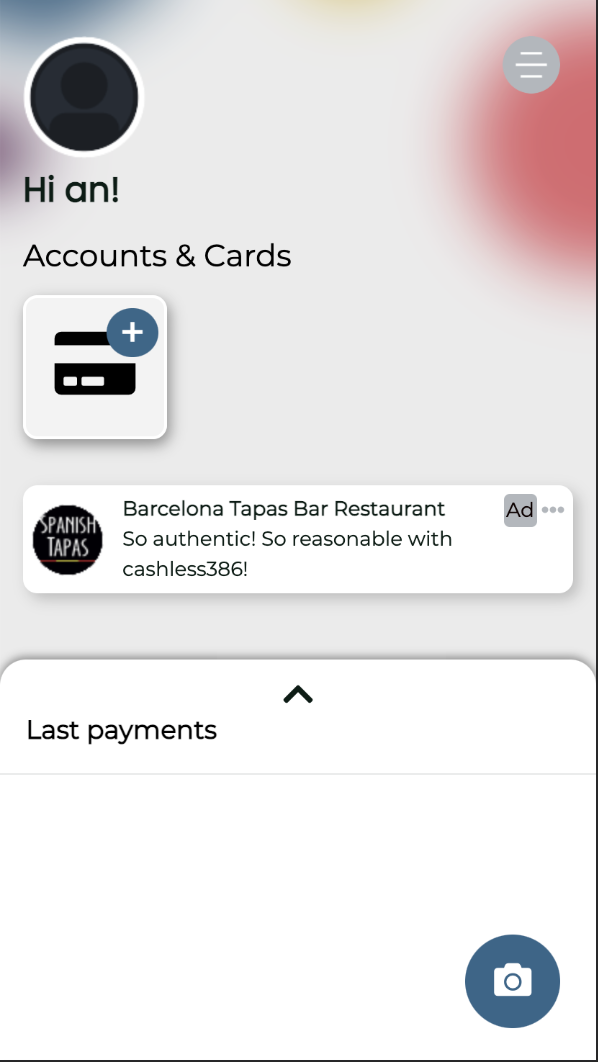 Hi an!
Accounts & Cards
Barcelona Tapas Bar Restaurant
Ad
So authentic! So reasonable with
cashless386!
SPANISH
TAPAS
Last payments